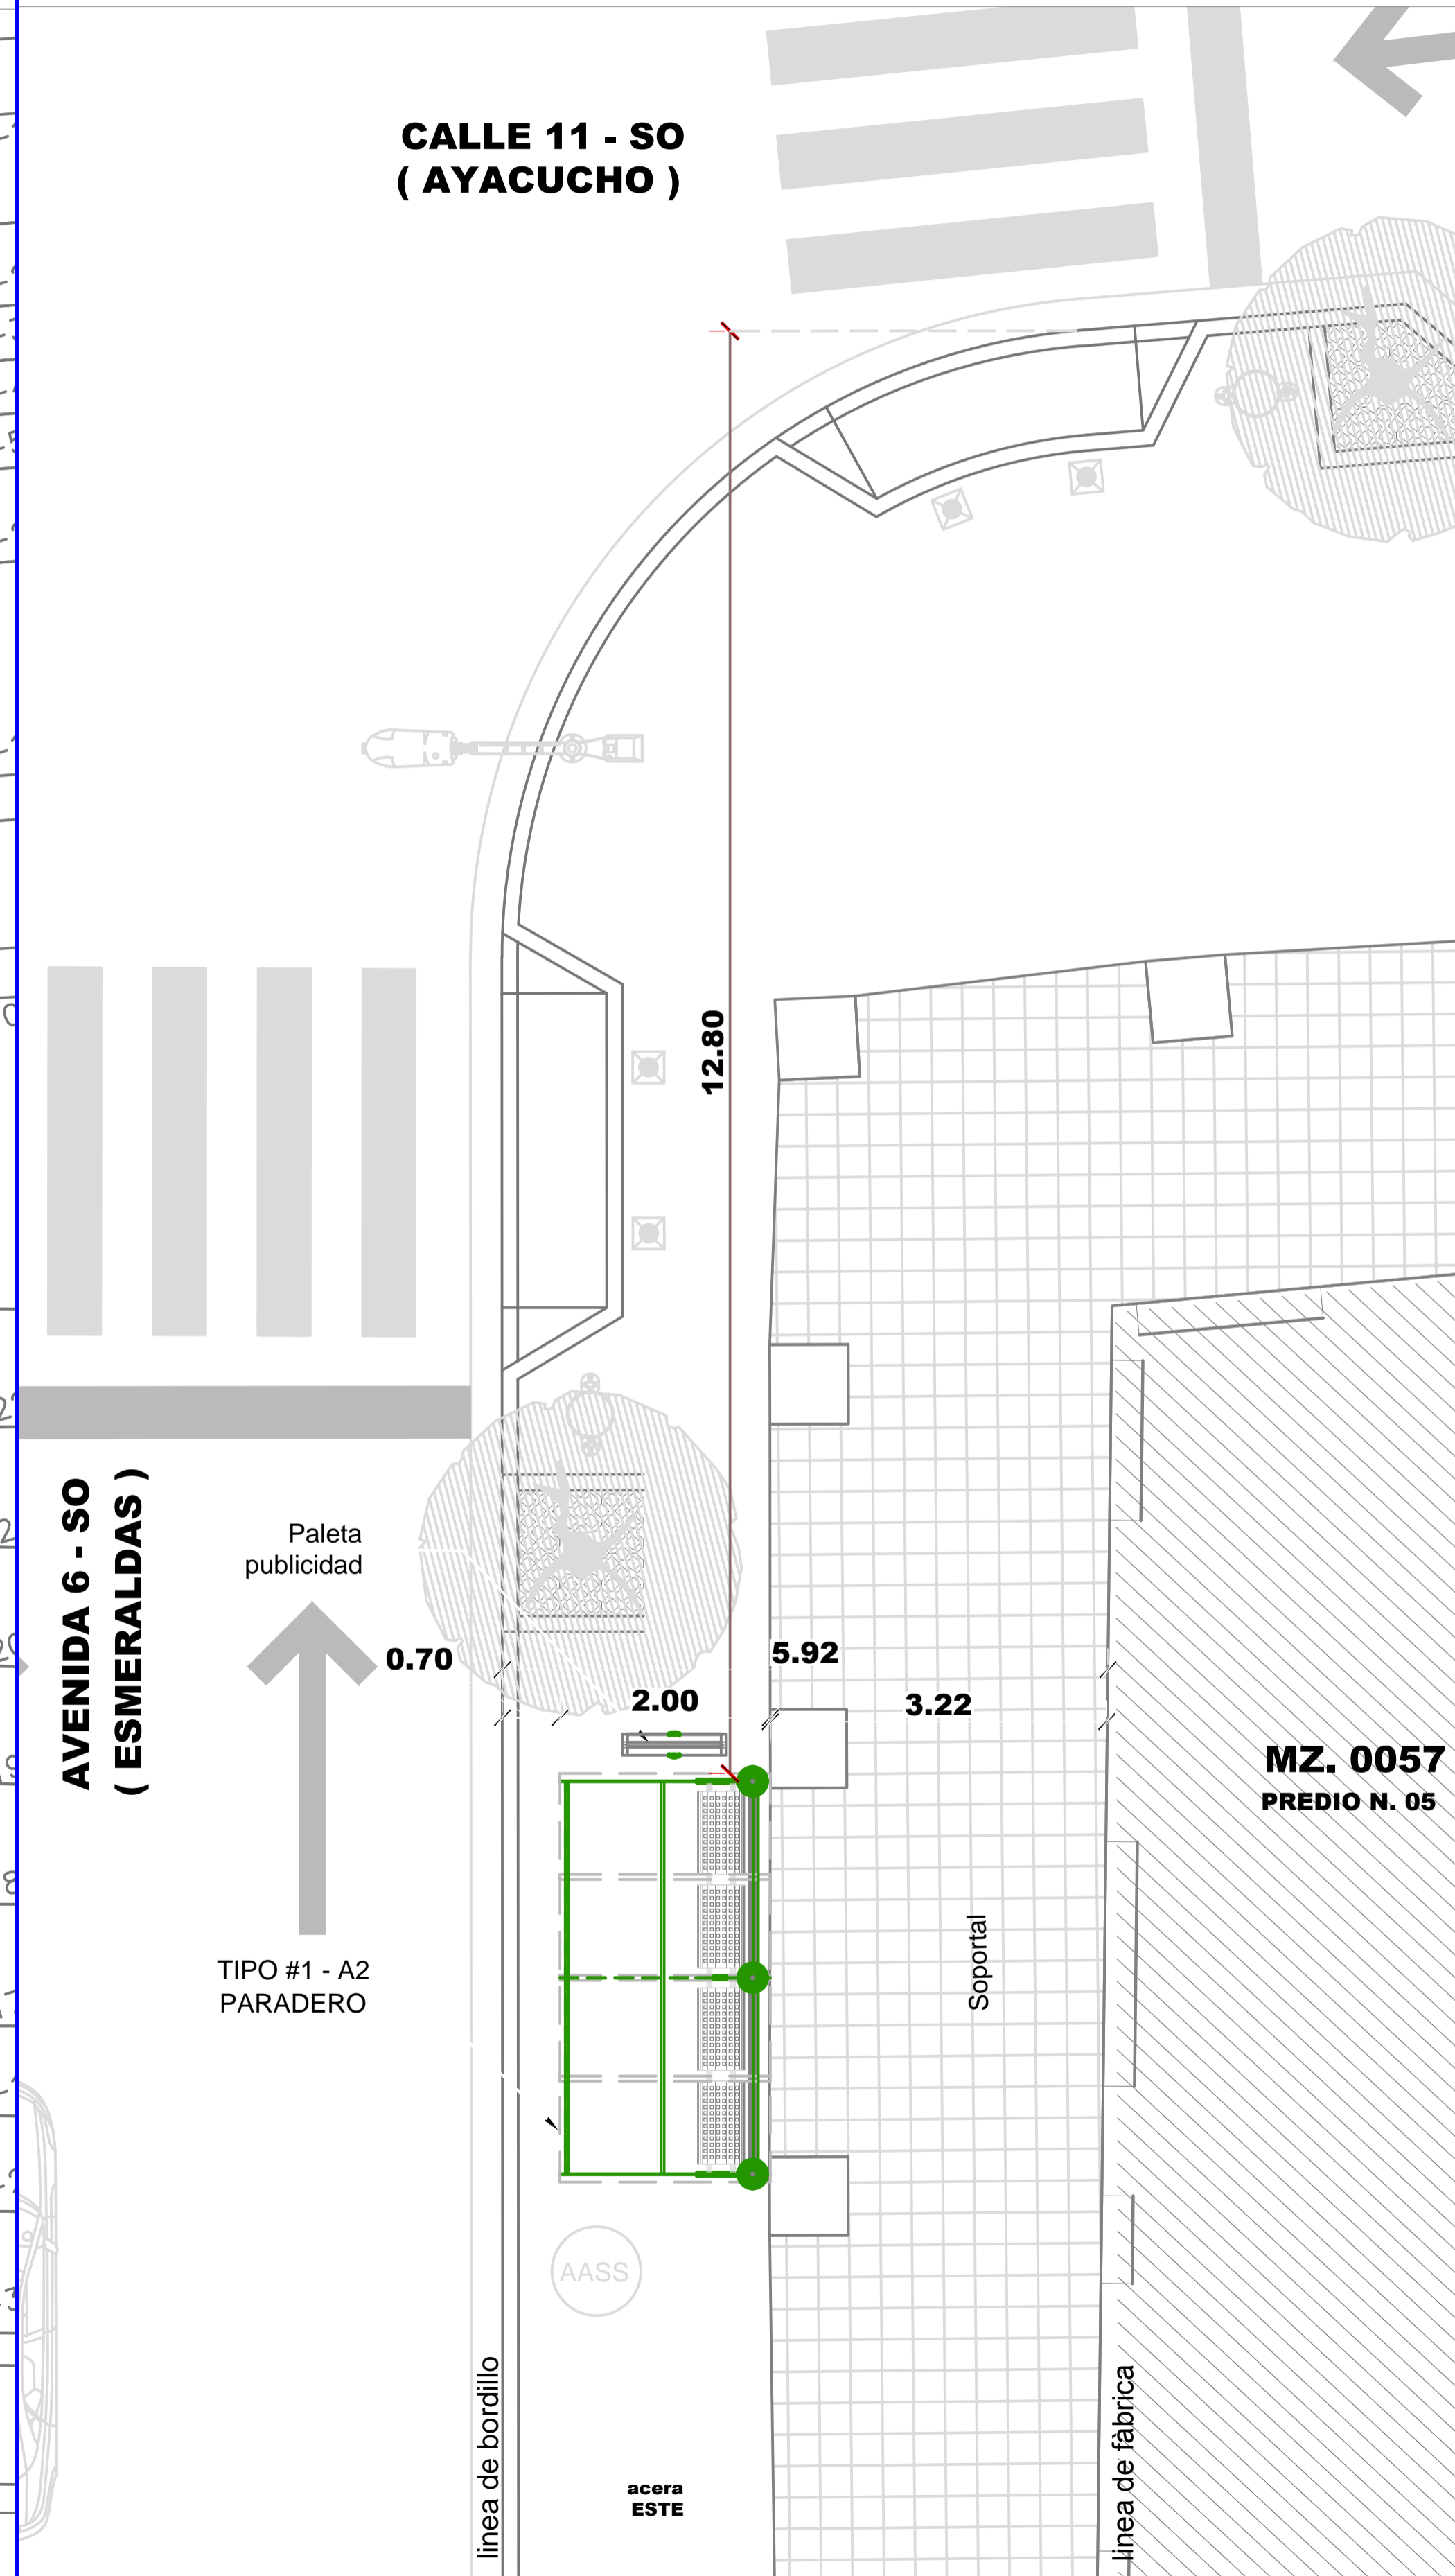 CALLE 11 - SO
( AYACUCHO )
12.80
AVENIDA 6 - SO
( ESMERALDAS )
Paleta
publicidad
0.70
5.92
2.00
3.22
MZ. 0057
PREDIO N. 05
Soportal
TIPO #1 - A2
PARADERO
AASS
linea de bordillo
linea de fàbrica
acera
ESTE